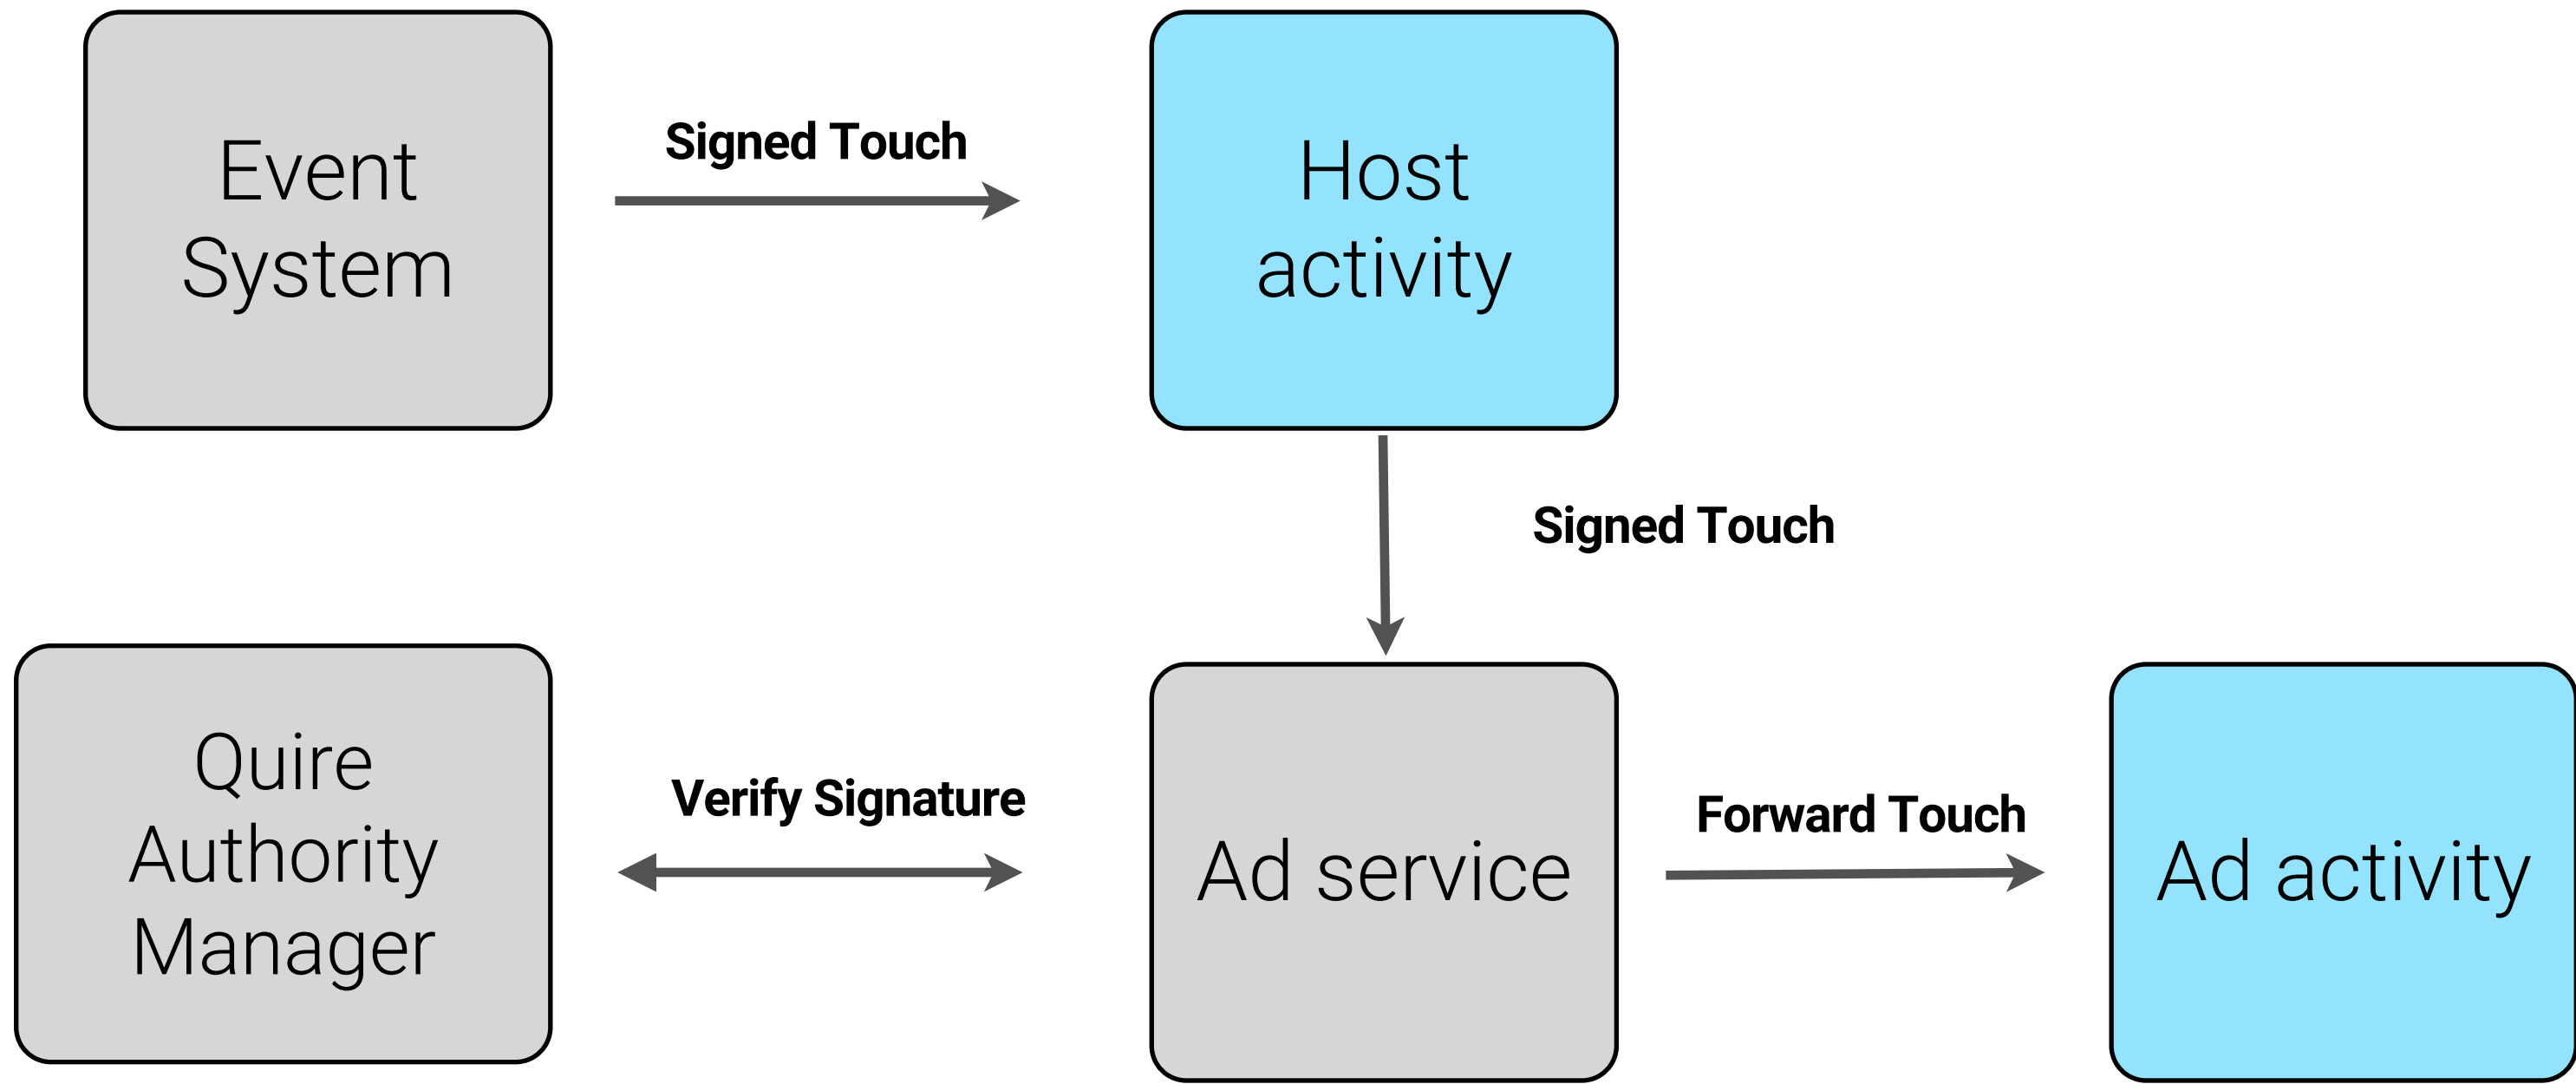 Event
System
Signed Touch
Host
activity
Signed Touch
Quire
Authority
Manager
Verify Signature
Ad service
Forward Touch
Ad activity